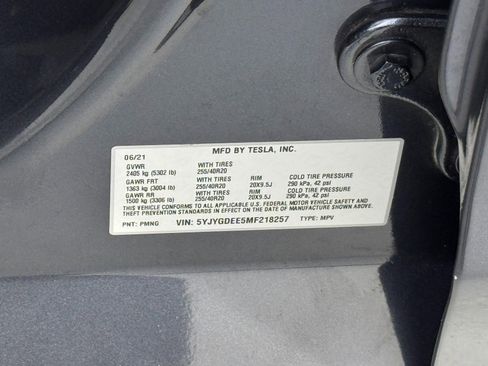 MFD BY TESLA, INC.
06/21
GVWR WITH TIRES
2405 kg (5302 lb) 255/40R20
GAWR FRT WITH TIRES RIM COLD TIRE PRESSURE
1363 kg (3004 lb) 255/40R20 20X9.5J 290 kPa, 42 psi
GAWR RR WITH TIRES RIM COLD TIRE PRESSURE
1500 kg (3306 lb) 255/40R20 20X9.5J 290 kPa, 42 psi
THIS VEHICLE CONFORMS TO ALL APPLICABLE U.S. FEDERAL MOTOR VEHICLE SAFETY AND
THEFT PREVENTION STANDARDS IN EFFECT ON THE DATE OF MANUFACTURE SHOWN ABOVE.
PNT: PMNG VIN: 5YJYGDEE5MF218257 TYPE: MPV